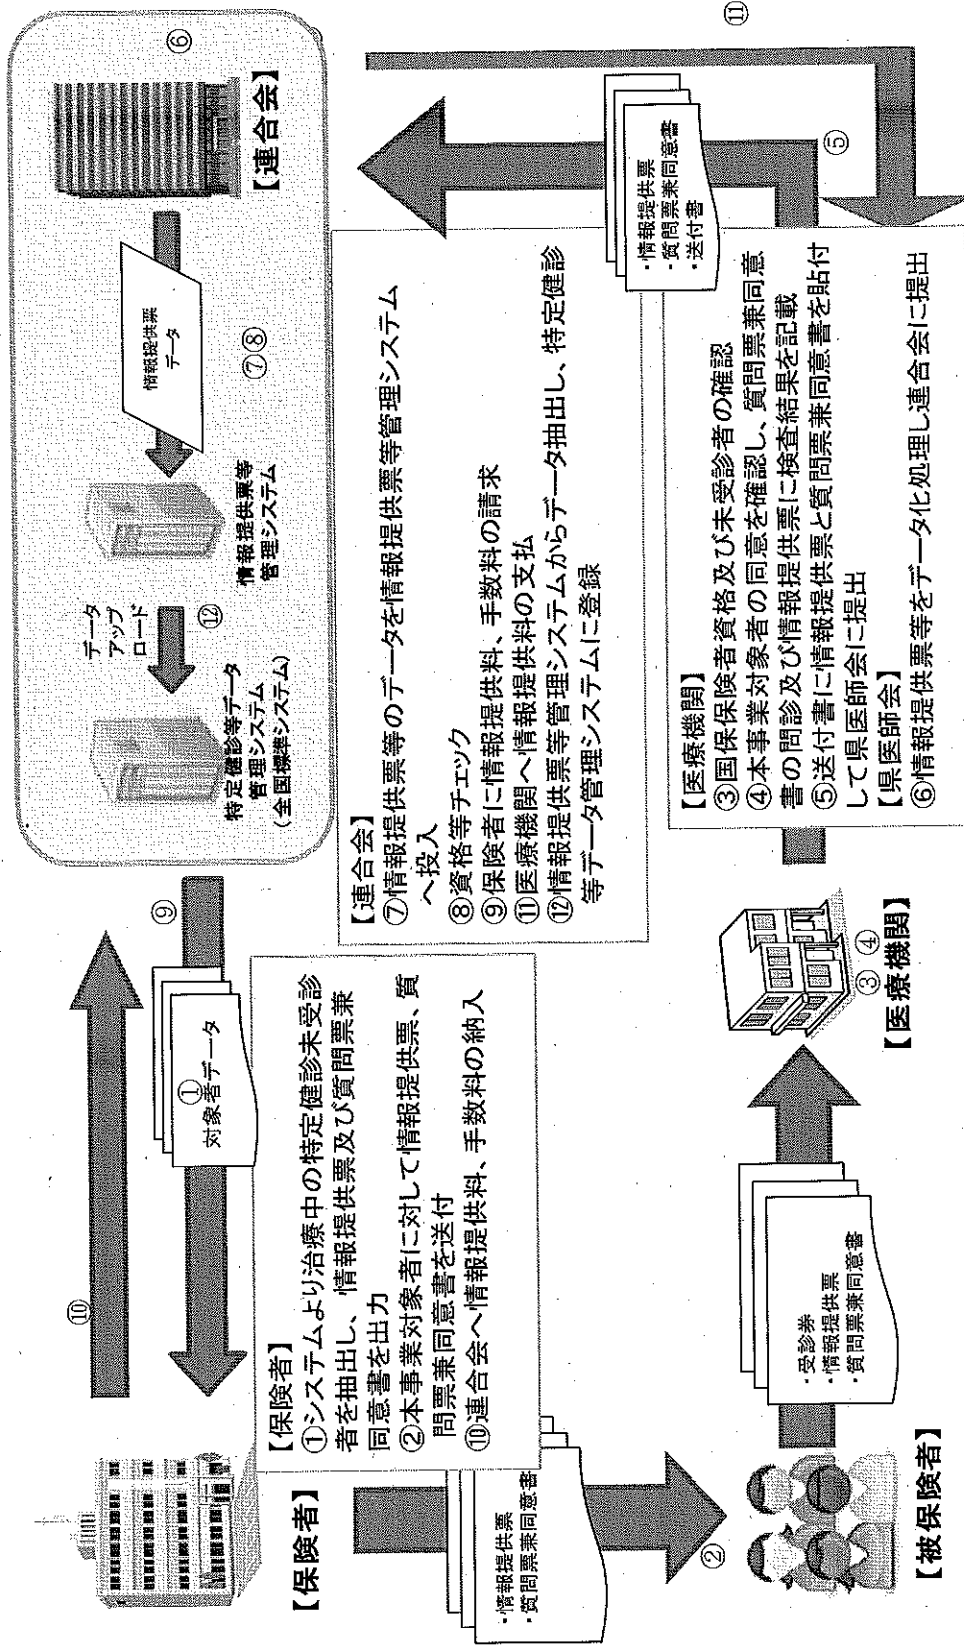 ⑩
⑨
①
対象者データ
【保険者】
【保険者】
①システムより治療中の特定健診未受診
者を抽出し、情報提供票及び質問票兼
同意書を出力
②本事業対象者に対して情報提供票、質
問票兼同意書を送付
⑩連合会へ情報提供料、手数料の納入
・情報提供票
・質問票兼同意書
②
【被保険者】
・受診券
・情報提供票
・質問票兼同意書
③ ④
【医療機関】
特定健診等データ
管理システム
(全国標準システム)
データ
アップ
ロード
⑫
情報提供票等
管理システム
情報提供票
データ
⑦⑧
⑥
【連合会】
【連合会】
⑦情報提供票等のデータを情報提供票等管理システム
へ投入
⑧資格等チェック
⑨保険者に情報提供料、手数料の請求
⑪医療機関へ情報提供料の支払
⑫情報提供票等管理システムからデータ抽出し、特定健診
等データ管理システムに登録
・情報提供票
・質問票兼同意書
・送付書
⑤
⑪
【医療機関】
③国保保険者資格及び未受診者の確認
④本事業対象者の同意を確認し、質問票兼同意
書の問診及び情報提供票に検査結果を記載
⑤送付書に情報提供票と質問票兼同意書を貼付
して県医師会に提出
【県医師会】
⑥情報提供票等をデータ化処理し連合会に提出